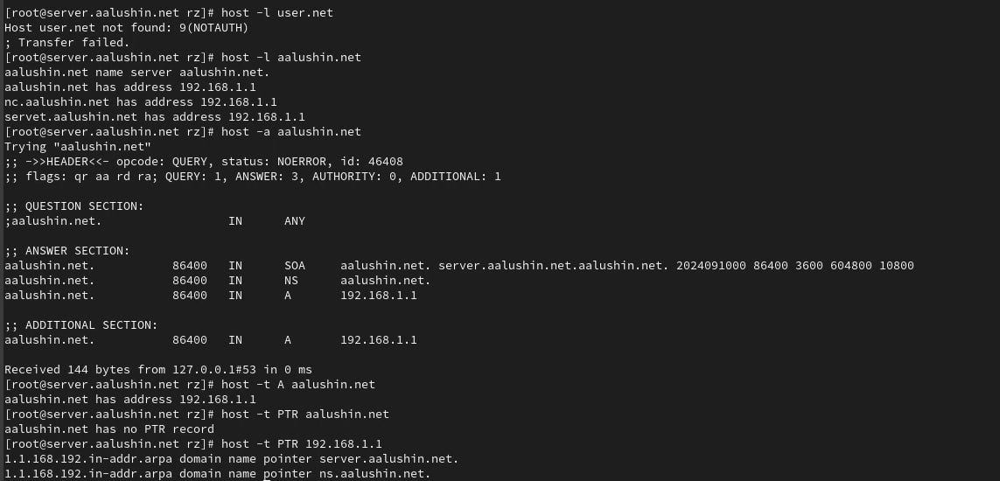 [root@server.aalushin.net rz]# host -l user.net
Host user.net not found: 9(NOTAUTH)
; Transfer failed.
[root@server.aalushin.net rz]# host -l aalushin.net
aalushin.net name server aalushin.net.
aalushin.net has address 192.168.1.1
nc.aalushin.net has address 192.168.1.1
servet.aalushin.net has address 192.168.1.1
[root@server.aalushin.net rz]# host -a aalushin.net
Trying "aalushin.net"
;; ->>HEADER<<- opcode: QUERY, status: NOERROR, id: 46408
;; flags: qr aa rd ra; QUERY: 1, ANSWER: 3, AUTHORITY: 0, ADDITIONAL: 1
;; QUESTION SECTION:
;aalushin.net. IN ANY
;; ANSWER SECTION:
aalushin.net. 86400 IN SOA aalushin.net. server.aalushin.net.aalushin.net. 2024091000 86400 3600 604800 10800
aalushin.net. 86400 IN NS aalushin.net.
aalushin.net. 86400 IN A 192.168.1.1
;; ADDITIONAL SECTION:
aalushin.net. 86400 IN A 192.168.1.1
Received 144 bytes from 127.0.0.1#53 in 0 ms
[root@server.aalushin.net rz]# host -t A aalushin.net
aalushin.net has address 192.168.1.1
[root@server.aalushin.net rz]# host -t PTR aalushin.net
aalushin.net has no PTR record
[root@server.aalushin.net rz]# host -t PTR 192.168.1.1
1.1.168.192.in-addr.arpa domain name pointer server.aalushin.net.
1.1.168.192.in-addr.arpa domain name pointer ns.aalushin.net.